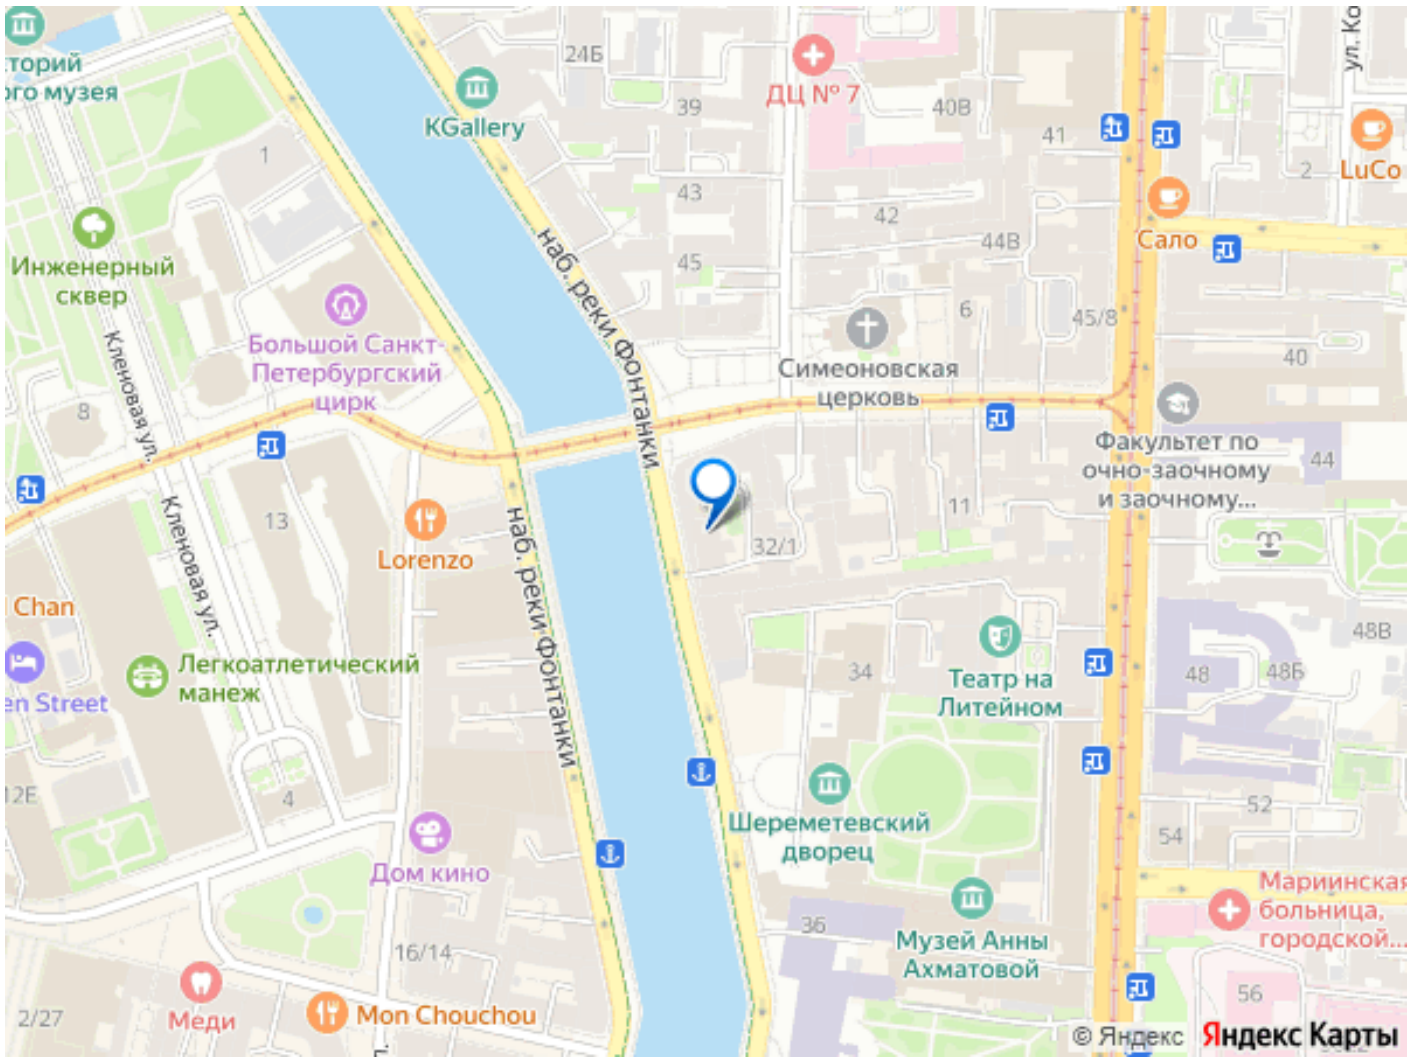 торий
ого музея
24Б
39
KGallery
ДЦ № 7
40В
41
ул. Ко
LuCo
2
1
43
42
44В
Сало
Инженерный
сквер
наб. реки Фонтанки
45
6
45/8
Большой Санкт-
Петербургский
цирк
Кленовая ул.
8
Симеоновская
церковь
40
Факультет по
очно-заочному
и заочному...
44
13
Кленовая ул.
Lorenzo
наб. реки Фонтанки
32/1
11
Chan
en Street
Легкоатлетический
манеж
34
Театр на
Литейном
48
48Б
48В
12Е
4
Дом кино
Шереметевский
дворец
52
54
Мариинская
больница,
городской...
36
Музей Анны
Ахматовой
16/14
Меди
Mon Chouchou
2/27
56
© Яндекс Яндекс Карты